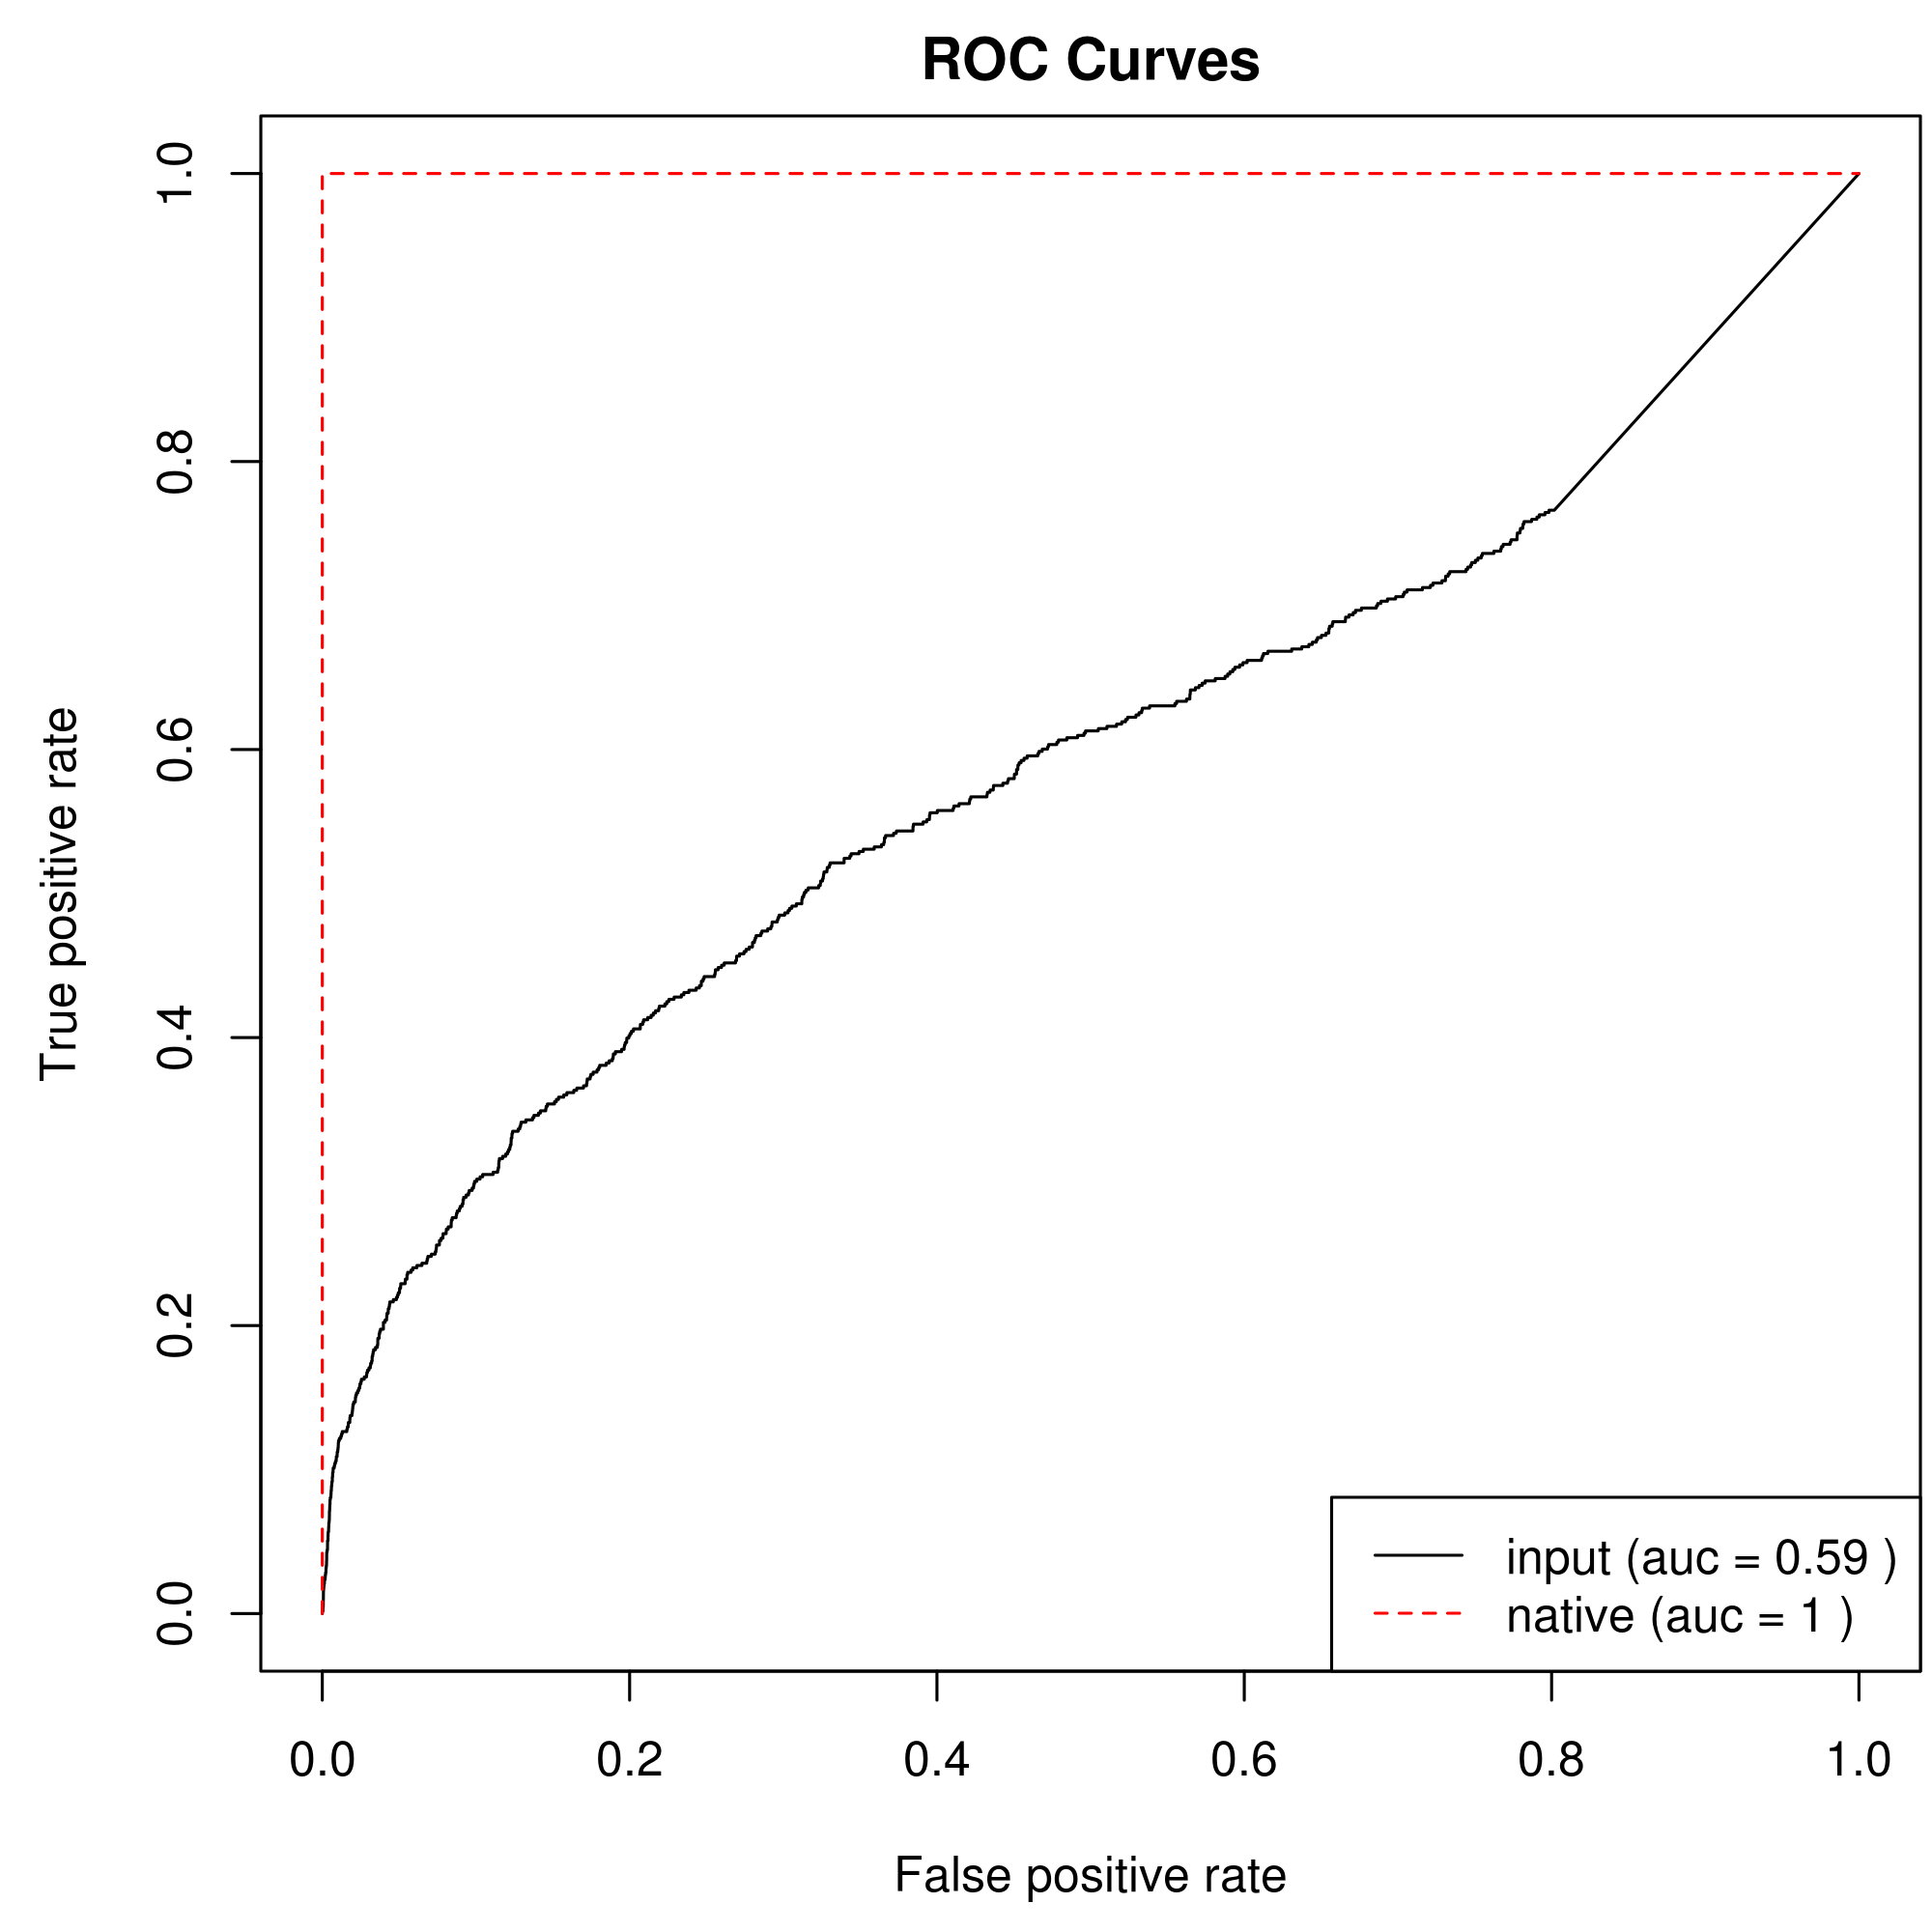 ROC Curves
True positive rate
1.0
0.8
0.6
0.4
0.2
0.0
input (auc = 0.59 )
native (auc = 1 )
0.0 0.2 0.4 0.6 0.8 1.0
False positive rate